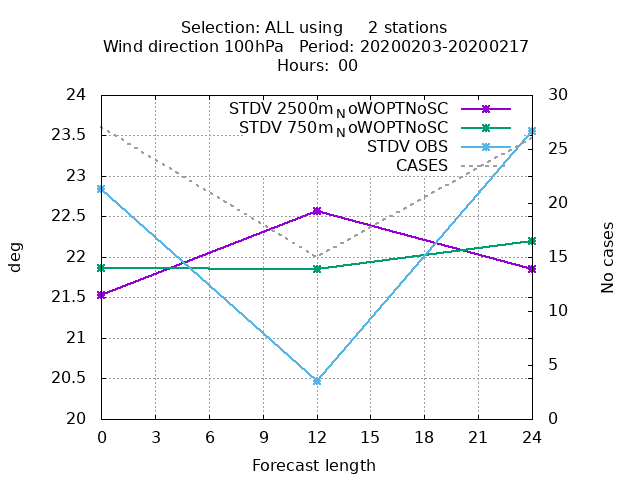 Selection: ALL using     2 stations
Wind direction 100hPa   Period: 20200203-20200217
Hours: 00
STDV 2500m_NoWOPTNoSC
STDV 750m_NoWOPTNoSC
STDV OBS
CASES
24
23.5
23
22.5
22
21.5
21
20.5
20
deg
30
25
20
15
10
5
0
No cases
0 3 6 9 12 15 18 21 24
Forecast length